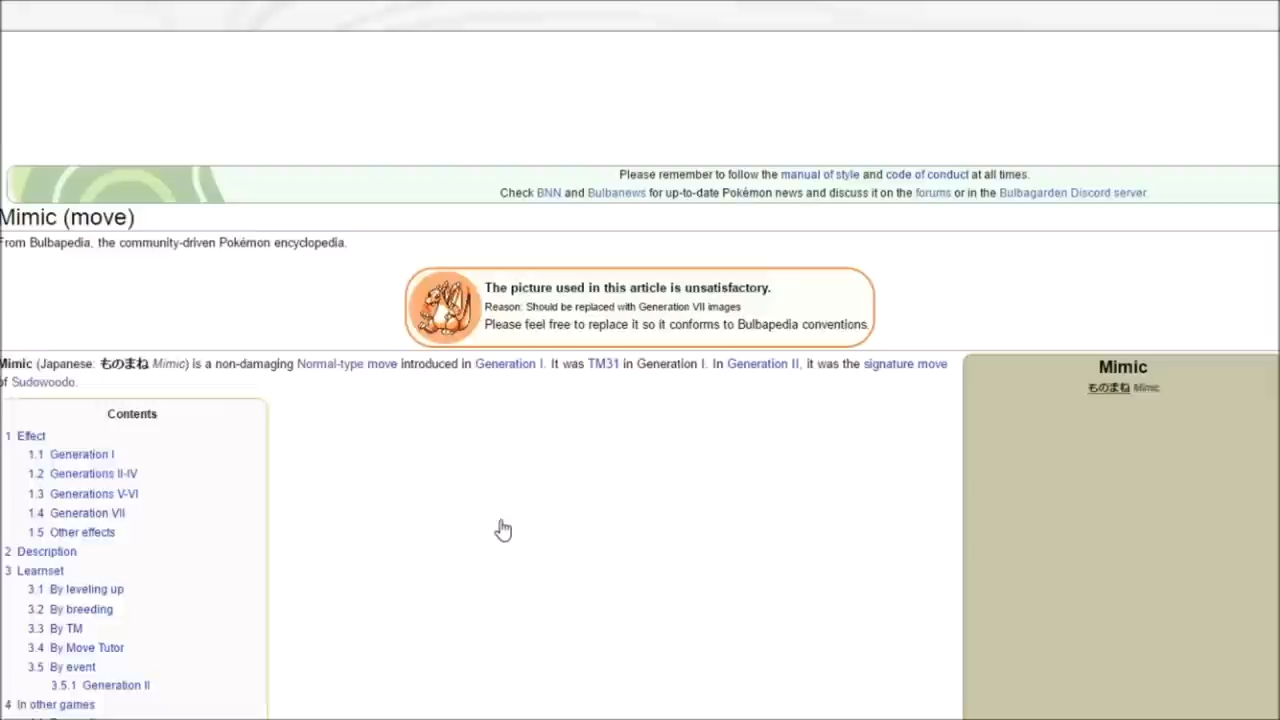 Please remember to follow the manual of style and code of conduct at all times.
Check BNN and Bulbanews for up-to-date Pokémon news and discuss it on the forums or in the Bulbagarden Discord server.
Mimic (move)
From Bulbapedia, the community-driven Pokémon encyclopedia.
The picture used in this article is unsatisfactory.
Reason: Should be replaced with Generation VII images
Please feel free to replace it so it conforms to Bulbapedia conventions.
Mimic (Japanese: ものまね Mimic) is a non-damaging Normal-type move introduced in Generation I. It was TM31 in Generation I. In Generation II, it was the signature move
of Sudowoodo.
Mimic
ものまね Mimic
Contents
1 Effect
1.1 Generation I
1.2 Generations II-IV
1.3 Generations V-VI
1.4 Generation VII
1.5 Other effects
2 Description
3 Learnset
3.1 By leveling up
3.2 By breeding
3.3 By TM
3.4 By Move Tutor
3.5 By event
3.5.1 Generation II
4 In other games